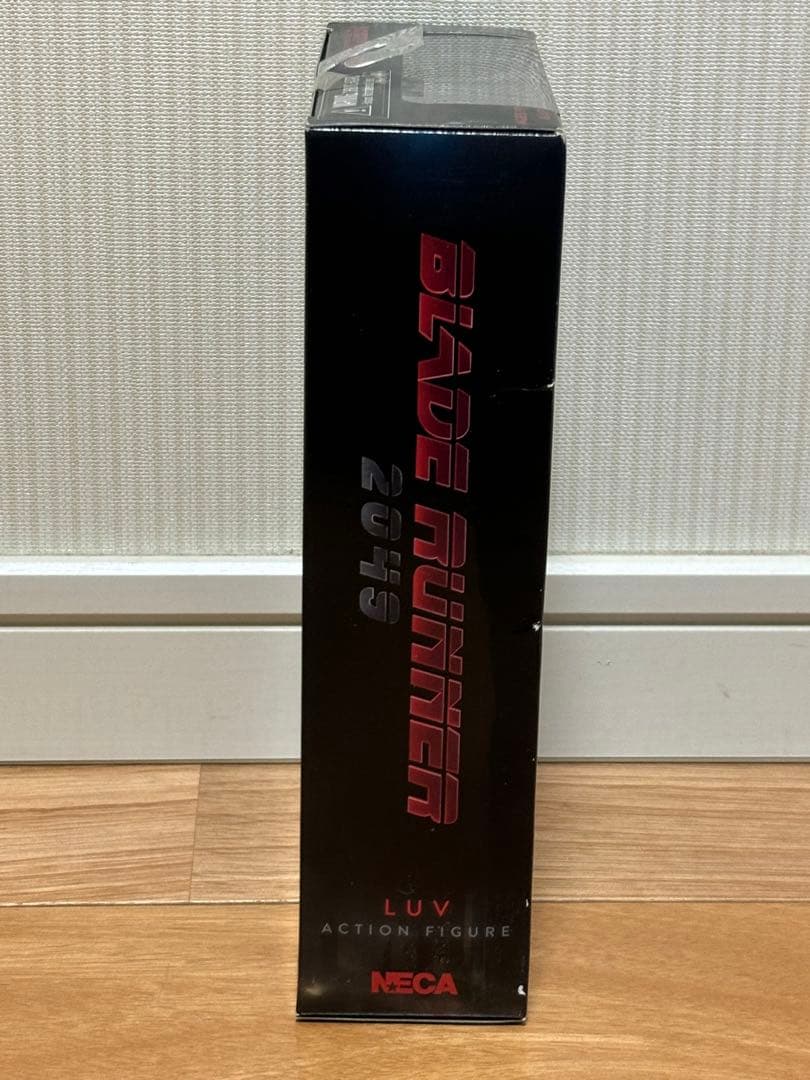 BLADE RUNNER
2049
LUV
ACTION FIGURE
NECA